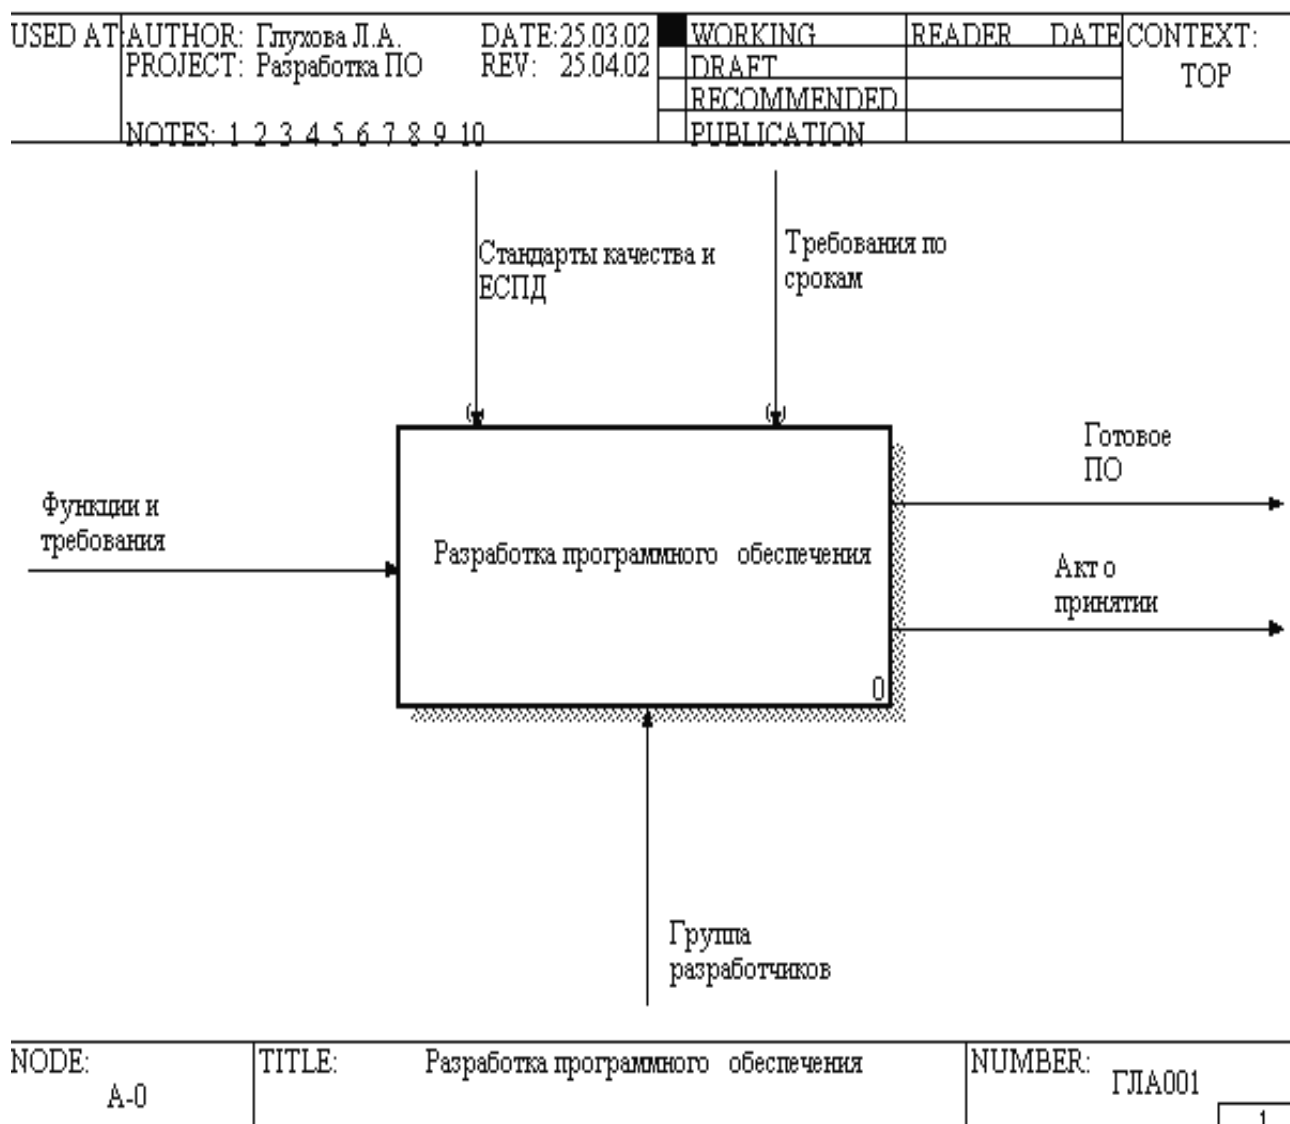 USED AT: AUTHOR: Глухова Л.А. DATE:25.03.02 WORKING READER DATE CONTEXT:
PROJECT: Разработка ПО REV: 25.04.02 DRAFT TOP
RECOMMENDED
NOTES: 1 2 3 4 5 6 7 8 9 10 PUBLICATION
Стандарты качества и
ЕСПД
Требования по
срокам
Функции и
требования
Разработка программного обеспечения
0
Готовое
ПО
Акт о
принятии
Группа
разработчиков
NODE: TITLE: Разработка программного обеспечения NUMBER:
A-0 ГЛА001
1